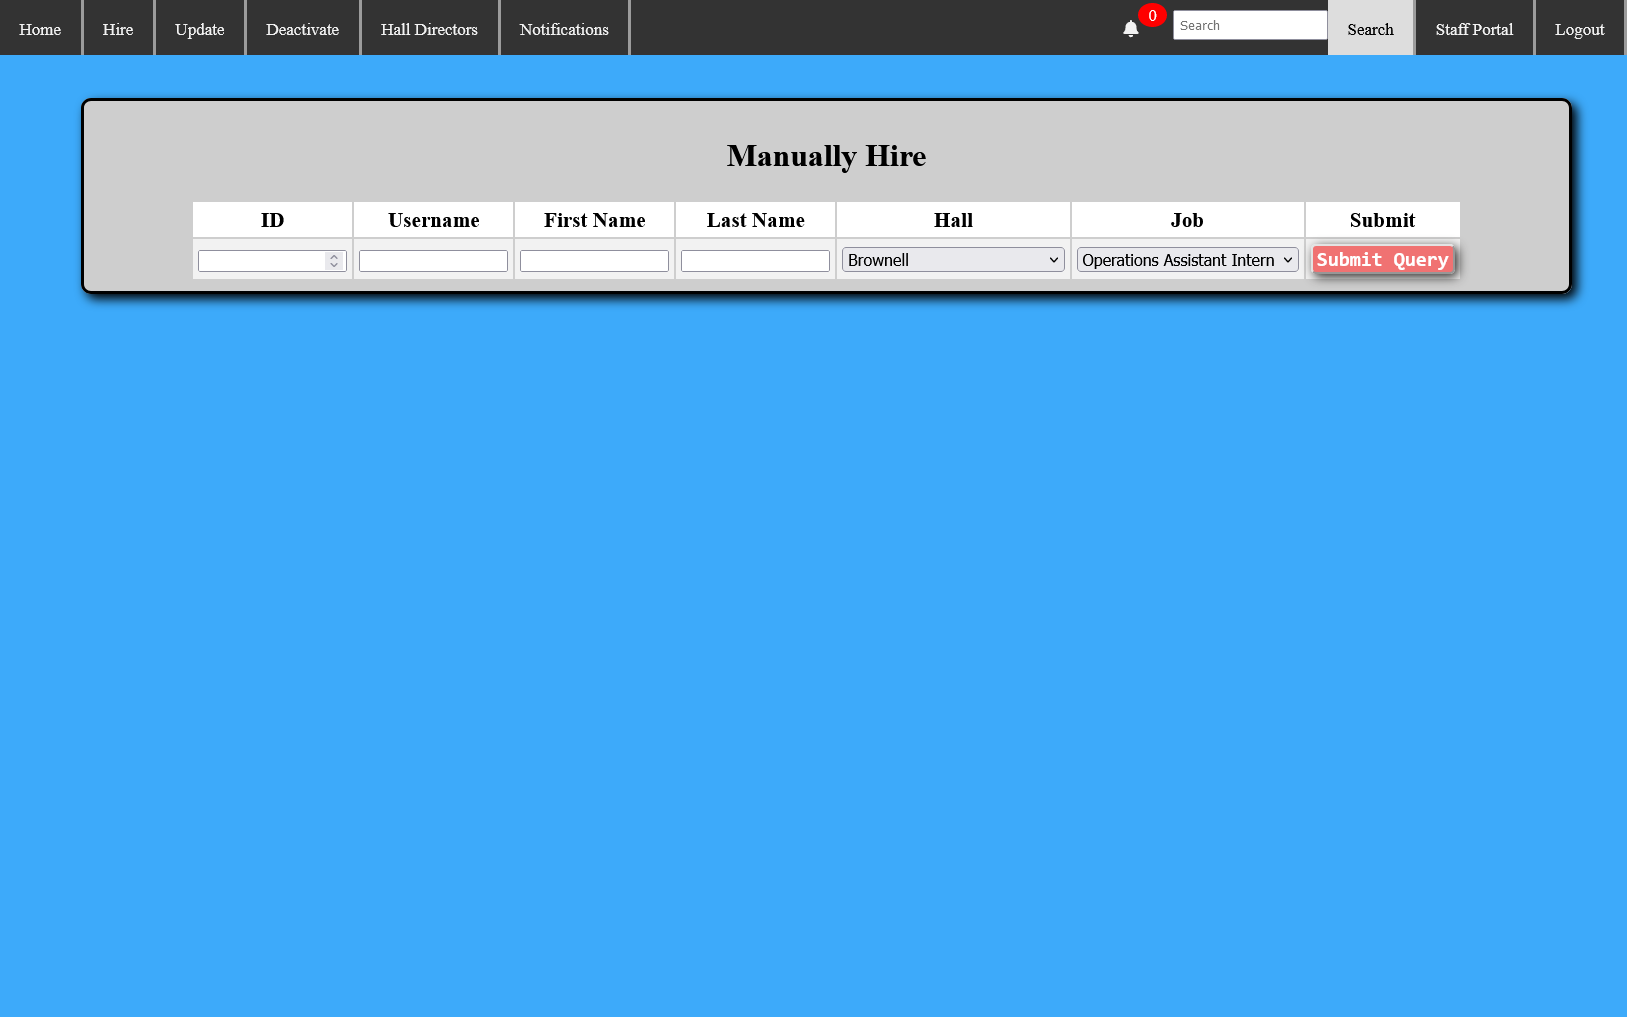 Home Hire Update Deactivate Hall Directors Notifications 0 Search Search Staff Portal Logout
Manually Hire
ID Username First Name Last Name Hall Job Submit
Brownell Operations Assistant Intern Submit Query